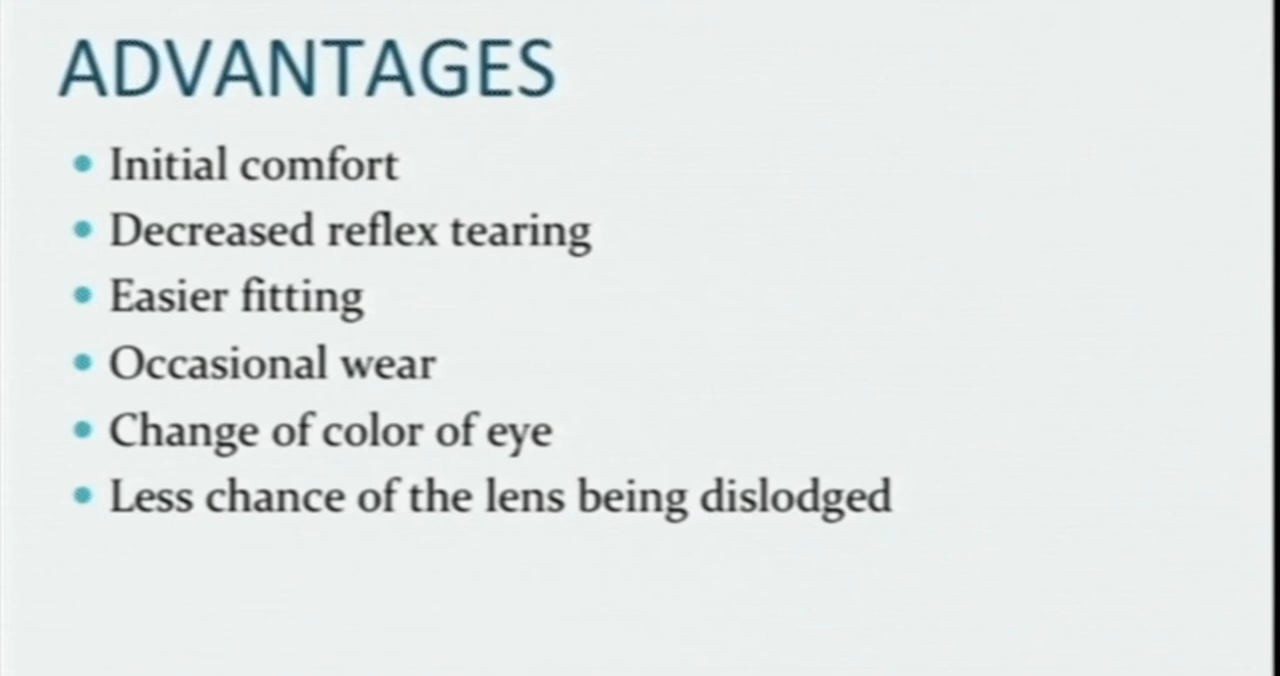 ADVANTAGES
Initial comfort
Decreased reflex tearing
Easier fitting
Occasional wear
Change of color of eye
Less chance of the lens being dislodged